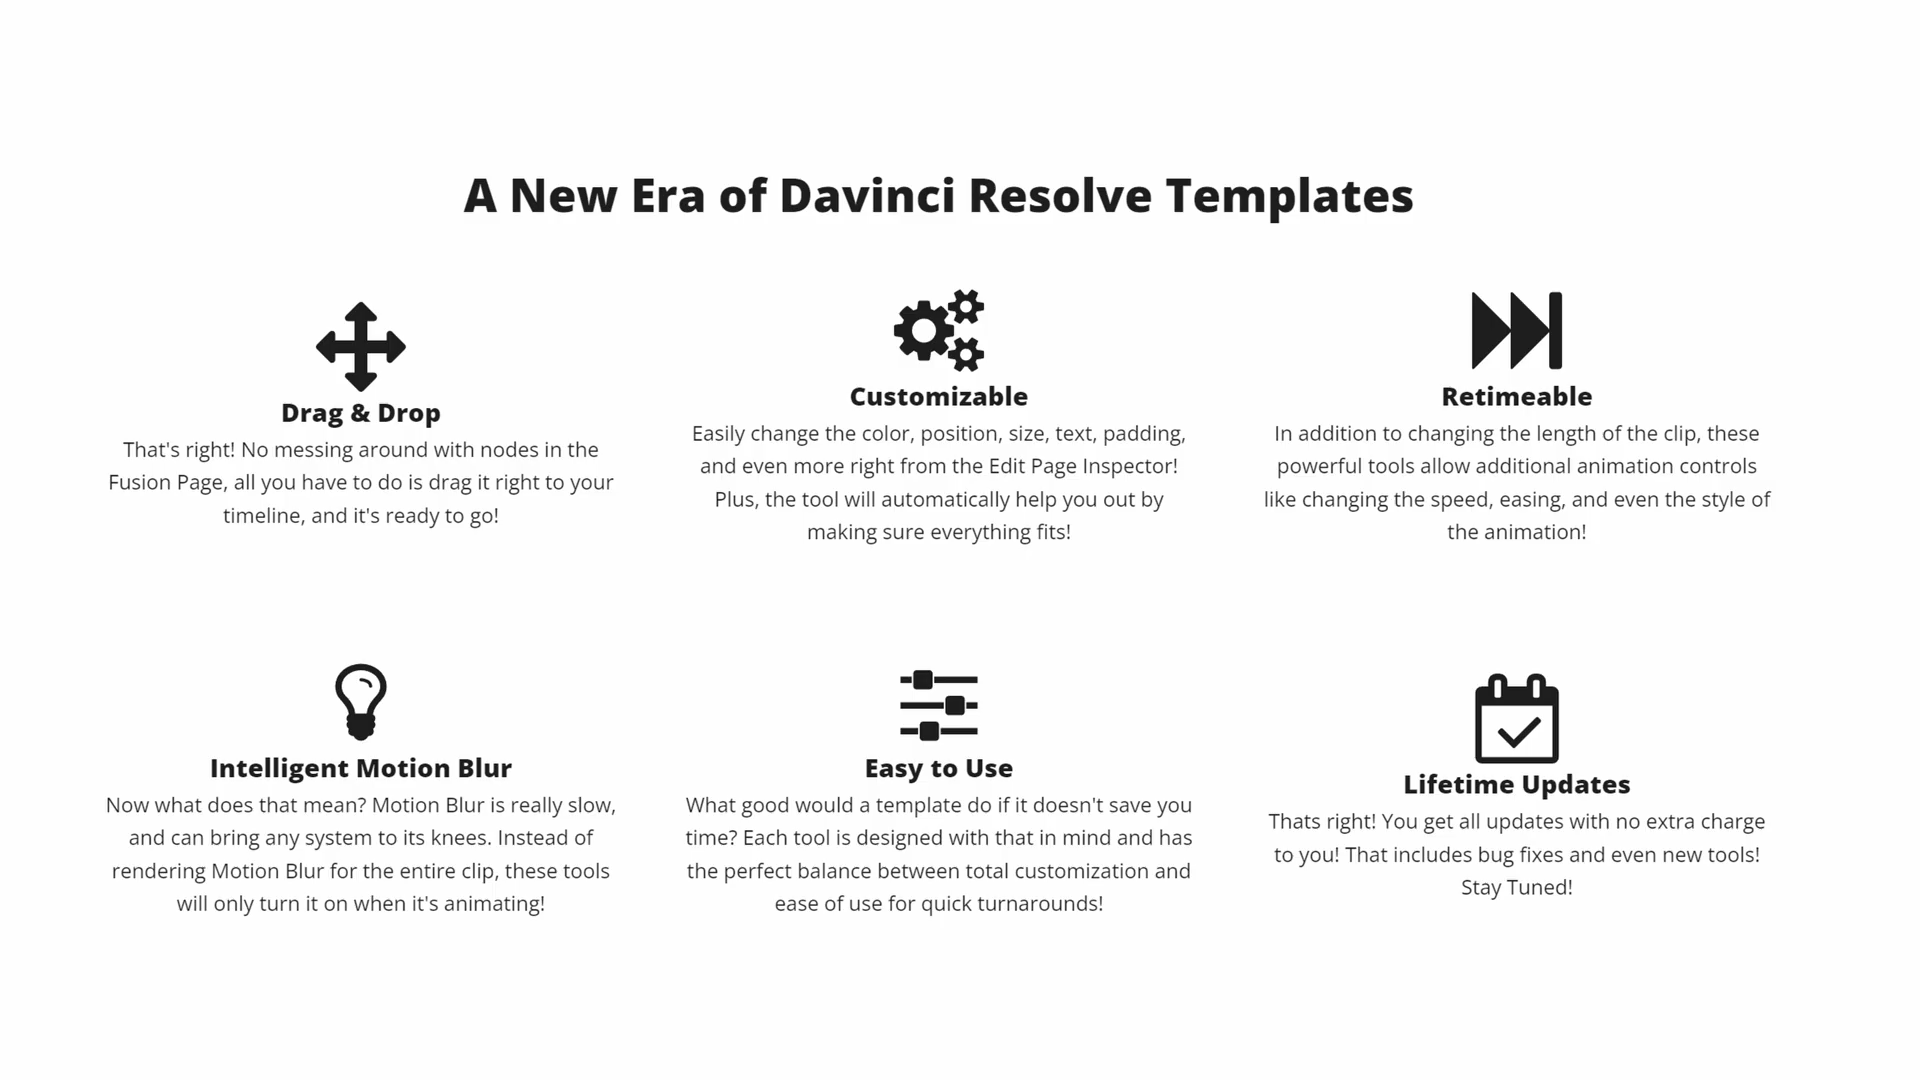 A New Era of Davinci Resolve Templates
Drag & Drop
That's right! No messing around with nodes in the
Fusion Page, all you have to do is drag it right to your
timeline, and it's ready to go!
Customizable
Easily change the color, position, size, text, padding,
and even more right from the Edit Page Inspector!
Plus, the tool will automatically help you out by
making sure everything fits!
Retimeable
In addition to changing the length of the clip, these
powerful tools allow additional animation controls
like changing the speed, easing, and even the style of
the animation!
Intelligent Motion Blur
Now what does that mean? Motion Blur is really slow,
and can bring any system to its knees. Instead of
rendering Motion Blur for the entire clip, these tools
will only turn it on when it's animating!
Easy to Use
What good would a template do if it doesn't save you
time? Each tool is designed with that in mind and has
the perfect balance between total customization and
ease of use for quick turnarounds!
Lifetime Updates
Thats right! You get all updates with no extra charge
to you! That includes bug fixes and even new tools!
Stay Tuned!